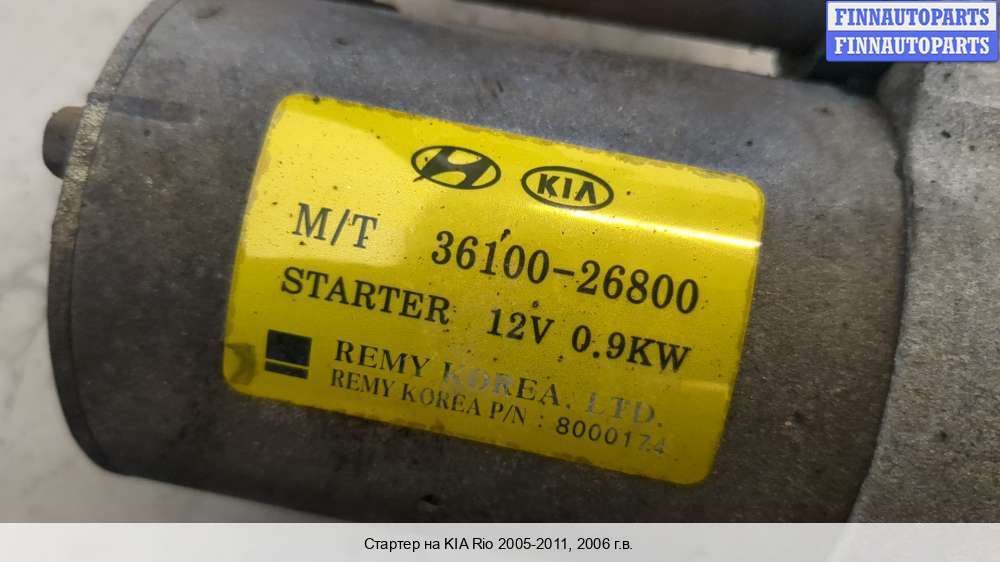 FINNAUTOPARTS
FINNAUTOPARTS
KIA
M/T 36100-26800
STARTER 12V 0.9KW
REMY KOREA. LTD.
REMY KOREA P/N : 8000174
Стартер на KIA Rio 2005-2011, 2006 г.в.